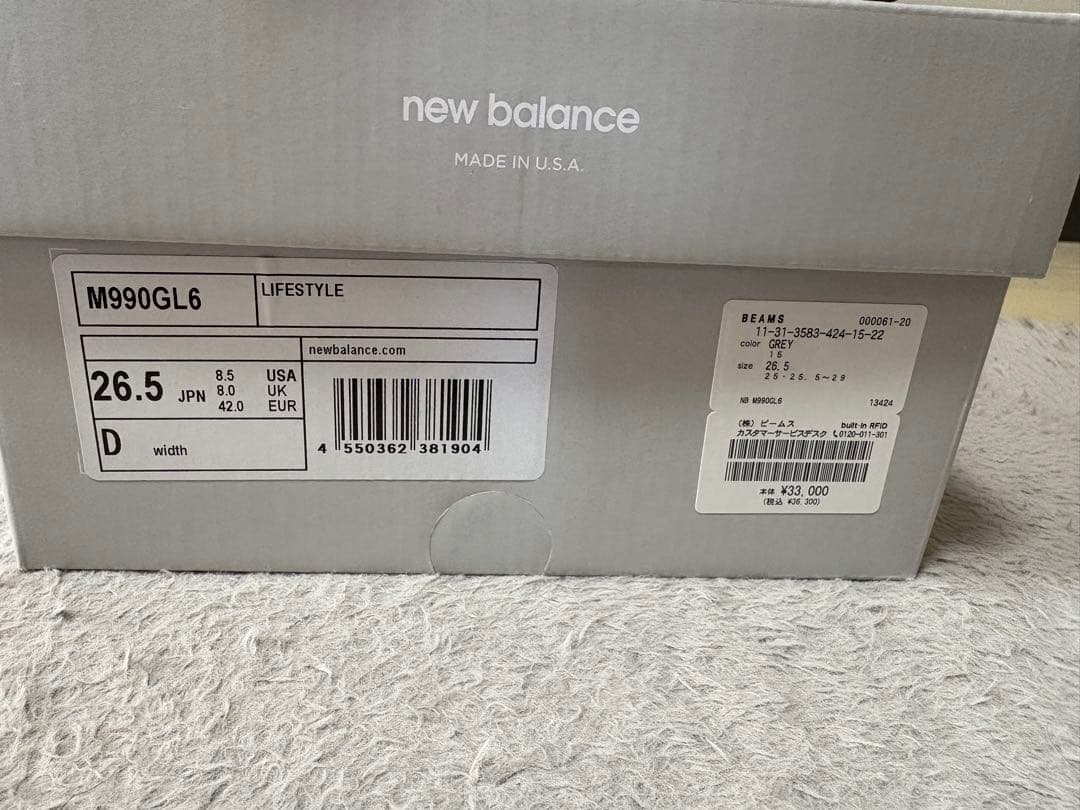 new balance
MADE IN U.S.A.
M990GL6
LIFESTYLE
newbalance.com
26.5 JPN
8.5 USA
8.0 UK
42.0 EUR
D width
4 550362 381904
BEAMS 000061-20
11-31-3583-424-15-22
color GREY
15
size 26.5
25・25.5〜29
NB M990GL6 13424
(株)ビームス built-in RFID
カスタマーサービスデスク 0120-011-301
本体 ¥33,000
(税込 ¥36,300)